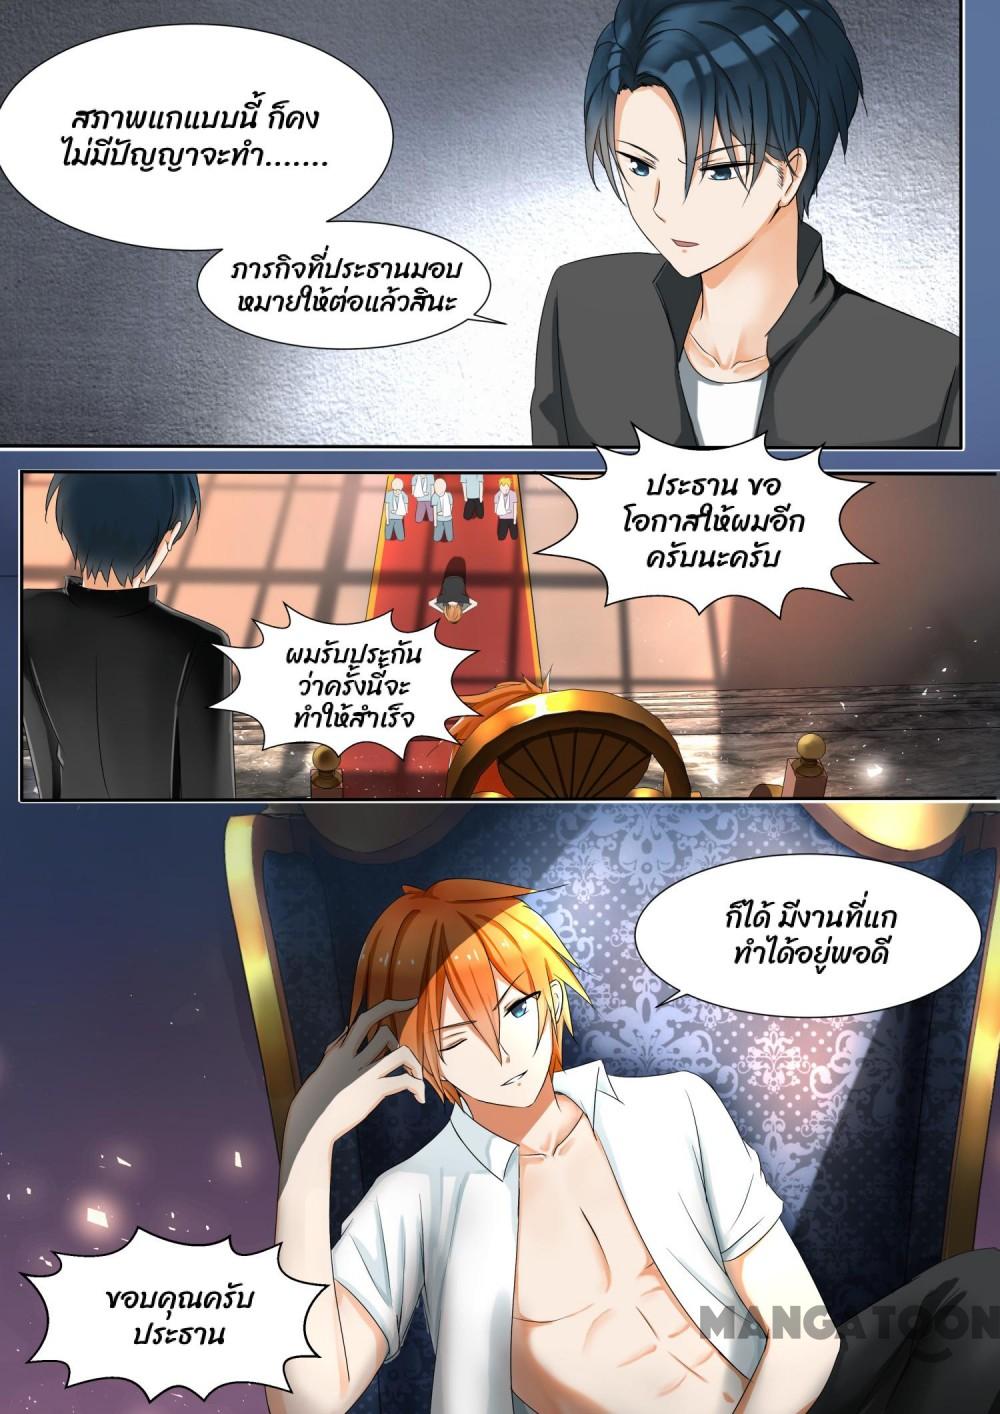 สภาพแกแบบนี้ ก็คง
ไม่มีปัญญาจะทำ.......
ภารกิจที่ประธานมอบ
หมายให้ต่อแล้วสินะ
ประธาน ขอ
โอกาสให้ผมอีก
ครับนะครับ
ผมรับประกัน
ว่าครั้งนี้จะ
ทำให้สำเร็จ
ก็ได้ มีงานที่แก
ทำได้อยู่พอดี
ขอบคุณครับ
ประธาน
MANGATOON